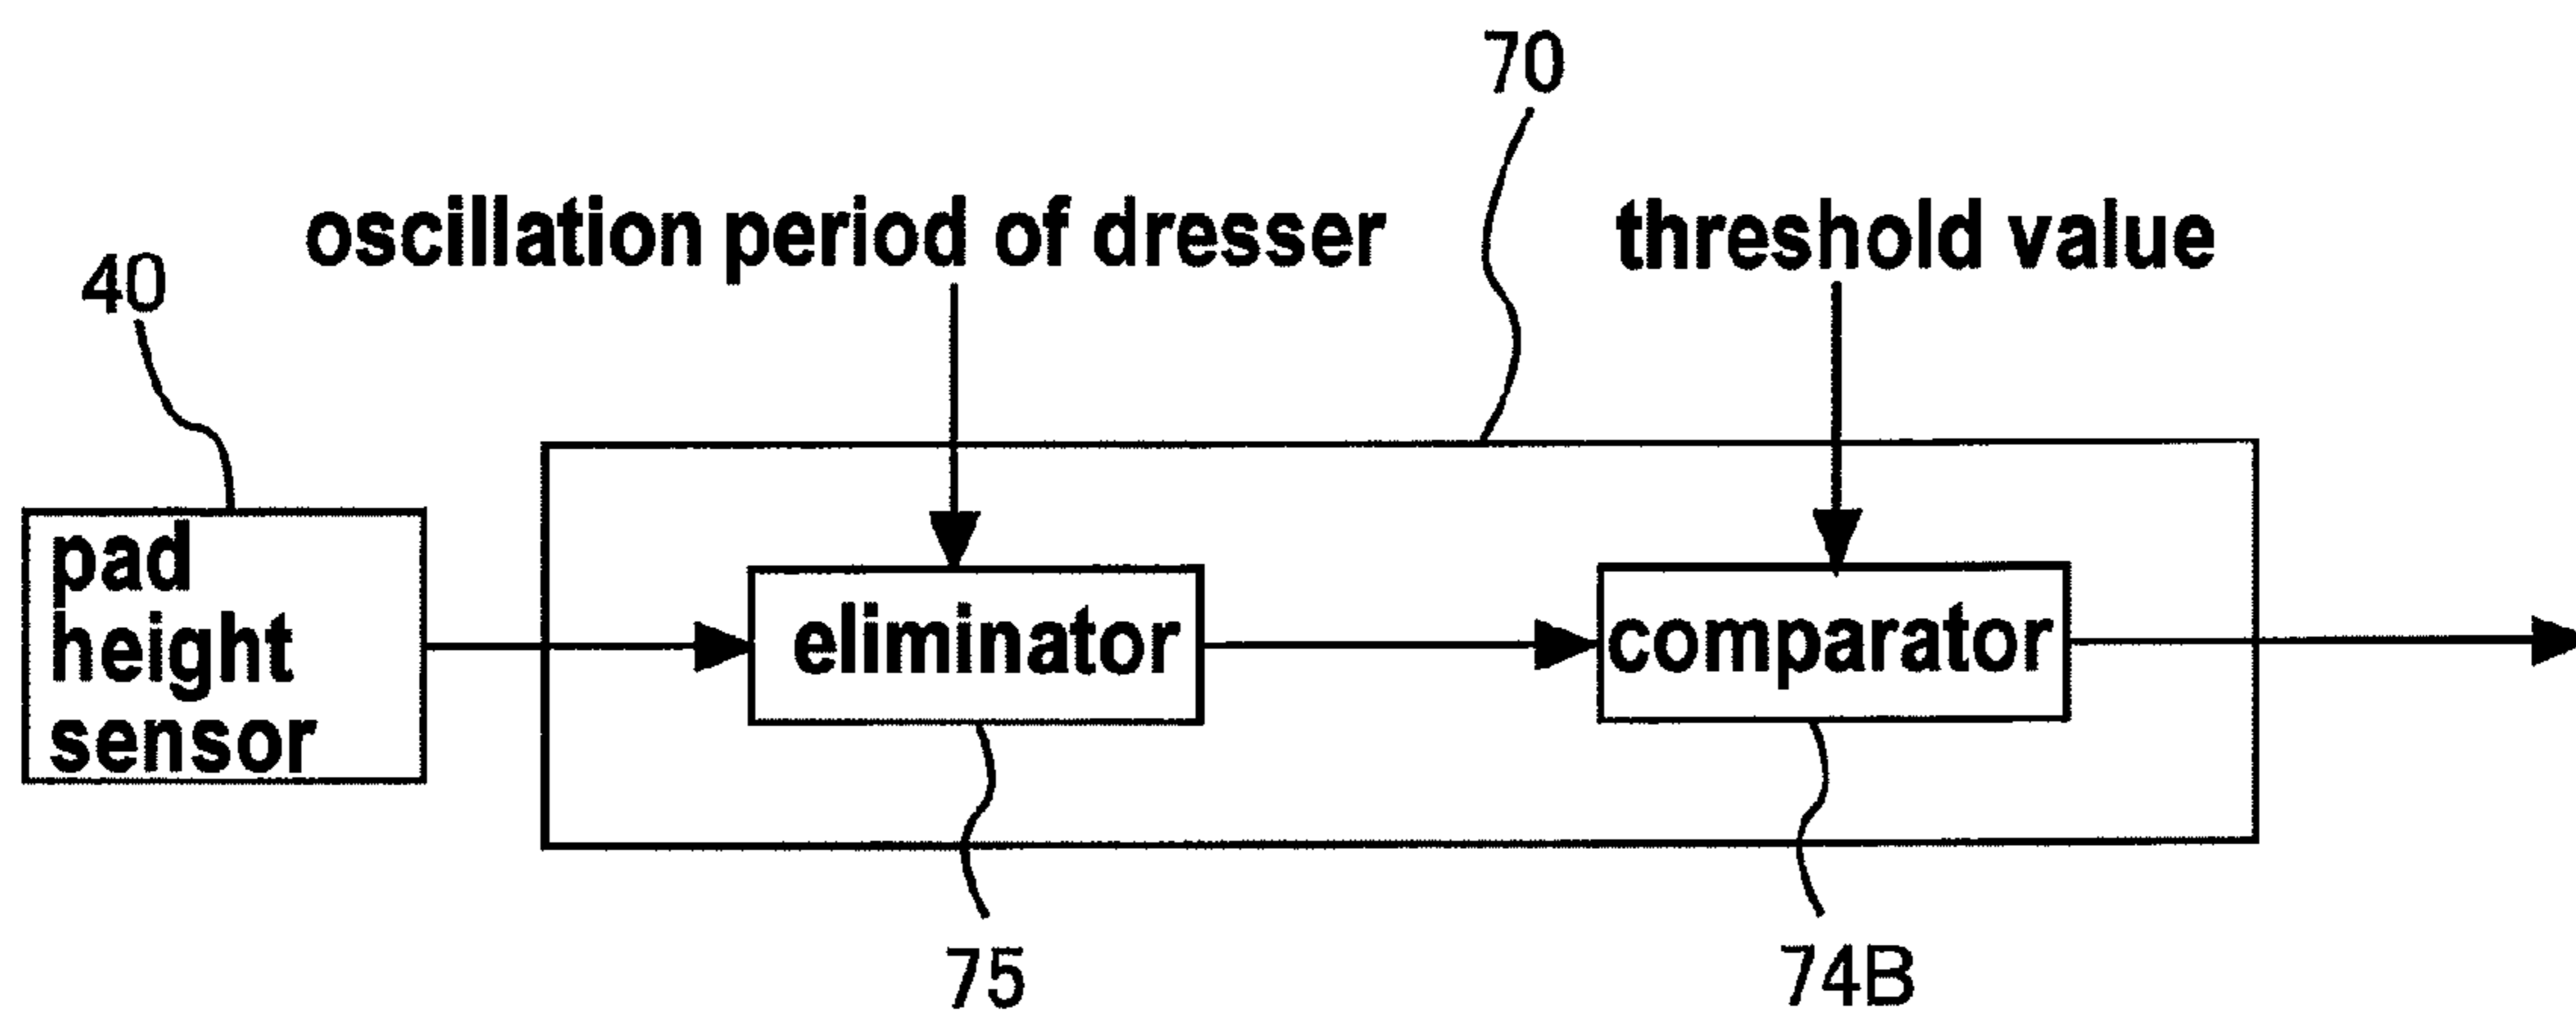 70
oscillation period of dresser
threshold value
40
pad
height
sensor
eliminator
comparator
75
74B